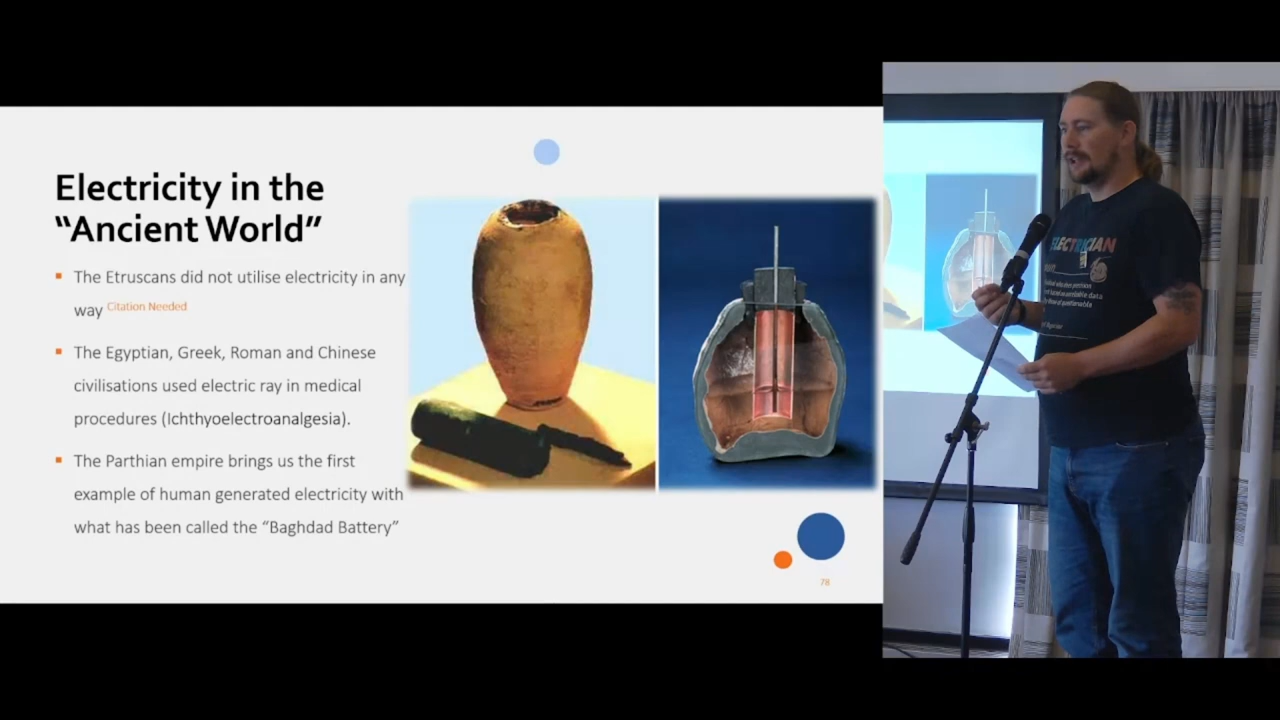 Electricity in the
“Ancient World”
The Etruscans did not utilise electricity in any
way Citation Needed
The Egyptian, Greek, Roman and Chinese
civilisations used electric ray in medical
procedures (Ichthyoelectroanalgesia).
The Parthian empire brings us the first
example of human generated electricity with
what has been called the “Baghdad Battery”
78
ELECTRICIAN